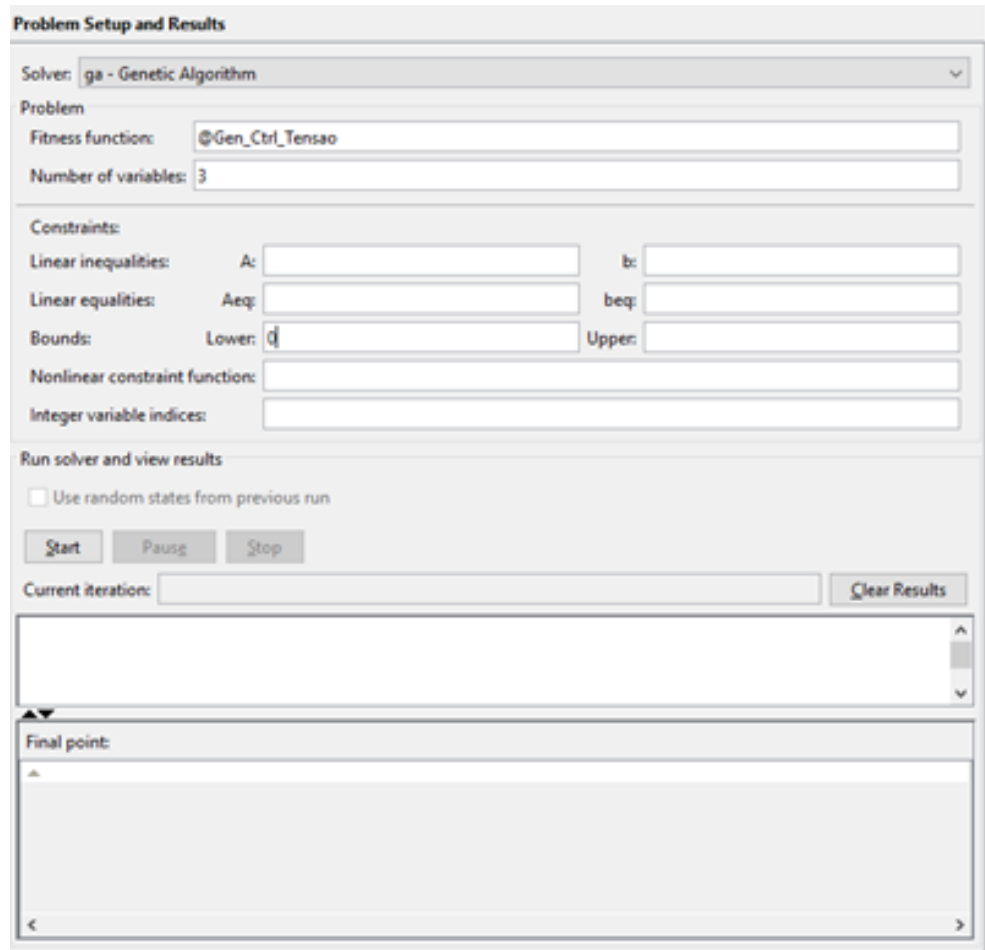 Problem Setup and Results
Solver: ga - Genetic Algorithm
Problem
Fitness function: @Gen_Ctrl_Tensao
Number of variables: 3
Constraints:
Linear inequalities: A: b:
Linear equalities: Aeq: beq:
Bounds: Lower: 0 Upper:
Nonlinear constraint function:
Integer variable indices:
Run solver and view results
Use random states from previous run
Start Pause Stop
Current iteration: Clear Results
Final point: